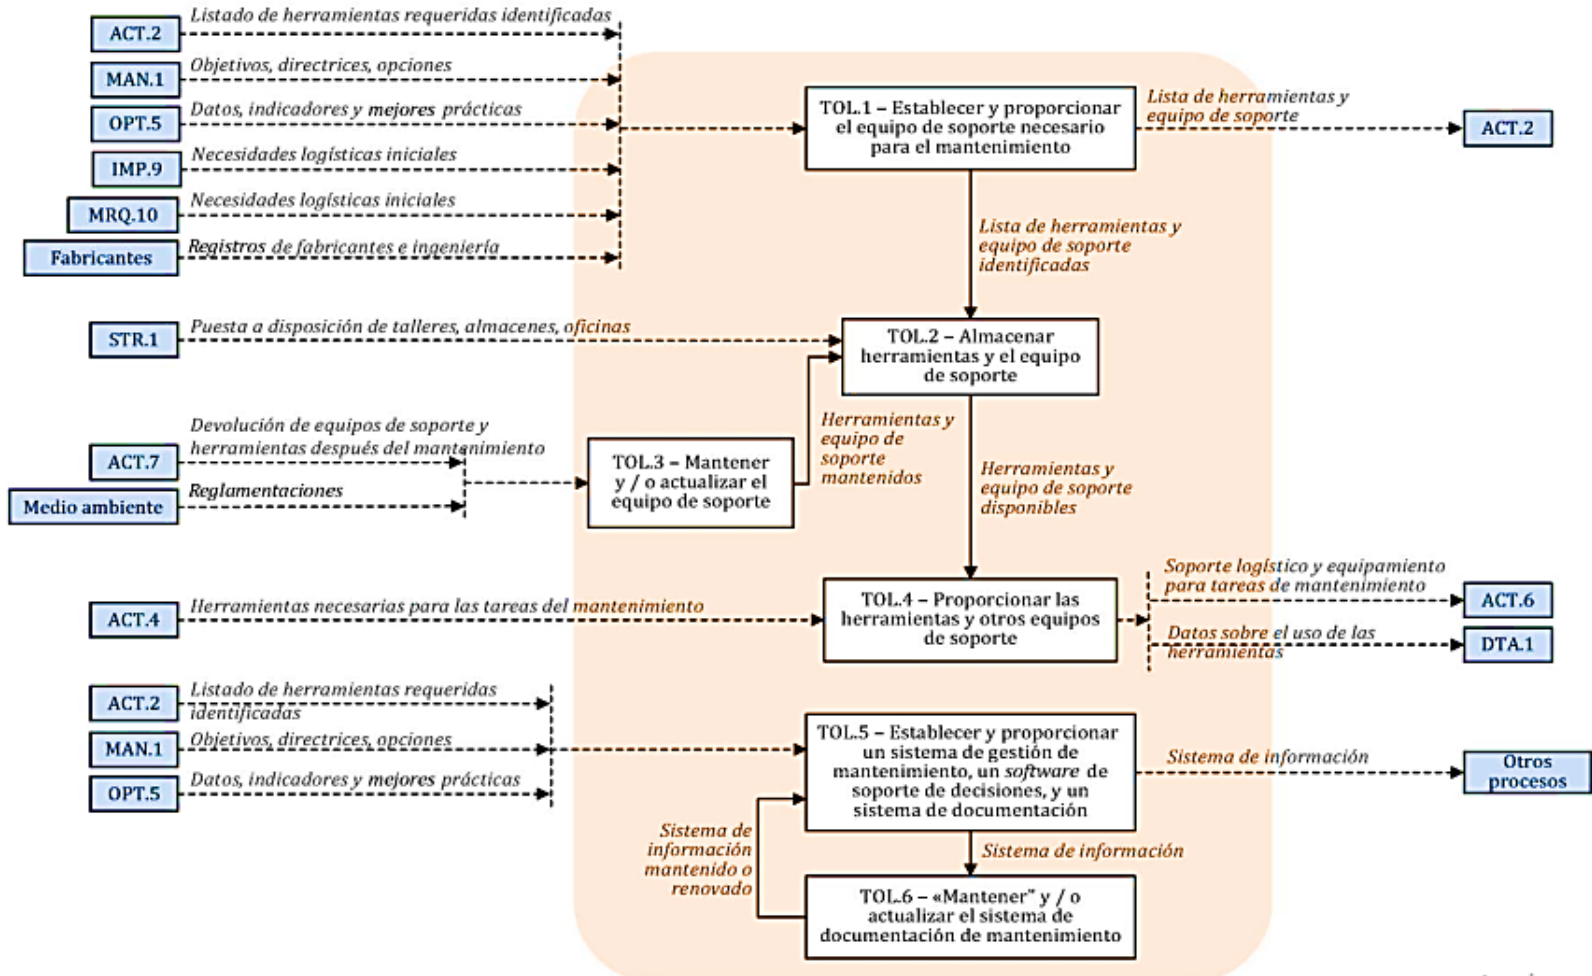 Listado de herramientas requeridas identificadas
ACT.2
Objetivos, directrices, opciones
MAN.1
Datos, indicadores y mejores prácticas
OPT.5
Necesidades logísticas iniciales
IMP.9
Necesidades logísticas iniciales
MRQ.10
Registros de fabricantes e ingeniería
Fabricantes
TOL.1 – Establecer y proporcionar
el equipo de soporte necesario
para el mantenimiento
Lista de herramientas y
equipo de soporte
ACT.2
Lista de herramientas y
equipo de soporte
identificadas
Puesta a disposición de talleres, almacenes, oficinas
STR.1
TOL.2 – Almacenar
herramientas y el equipo
de soporte
Devolución de equipos de soporte y
herramientas después del mantenimiento
ACT.7
Reglamentaciones
Medio ambiente
TOL.3 – Mantener
y / o actualizar el
equipo de soporte
Herramientas y
equipo de
soporte
mantenidos
Herramientas y
equipo de soporte
disponibles
Herramientas necesarias para las tareas del mantenimiento
ACT.4
TOL.4 – Proporcionar las
herramientas y otros equipos
de soporte
Soporte logístico y equipamiento
para tareas de mantenimiento
ACT.6
Datos sobre el uso de las
herramientas
DTA.1
Listado de herramientas requeridas
identificadas
ACT.2
Objetivos, directrices, opciones
MAN.1
Datos, indicadores y mejores prácticas
OPT.5
TOL.5 – Establecer y proporcionar
un sistema de gestión de
mantenimiento, un software de
soporte de decisiones, y un
sistema de documentación
Sistema de información
Otros
procesos
Sistema de
información
mantenido o
renovado
Sistema de información
TOL.6 – «Mantener” y / o
actualizar el sistema de
documentación de mantenimiento